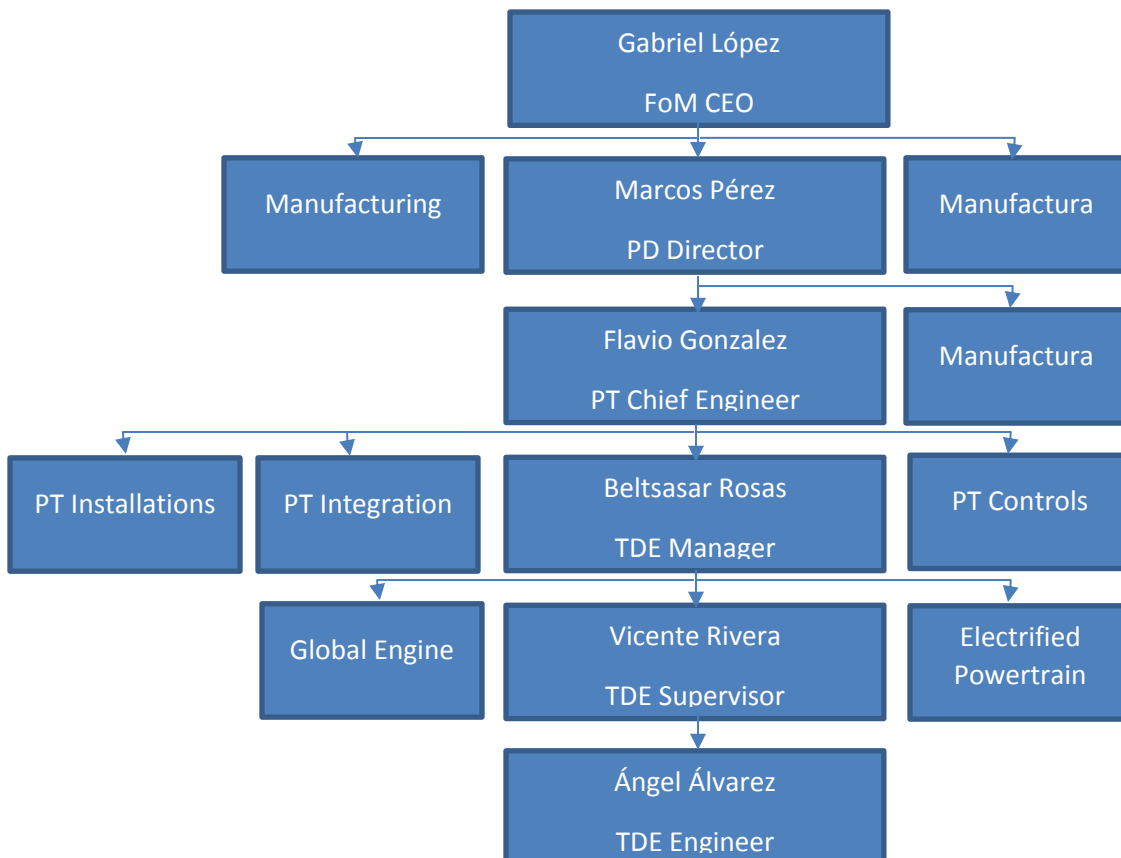 Gabriel López
FoM CEO
Manufacturing
Marcos Pérez
PD Director
Manufactura
Flavio Gonzalez
PT Chief Engineer
Manufactura
PT Installations
PT Integration
Beltsasar Rosas
TDE Manager
PT Controls
Global Engine
Vicente Rivera
TDE Supervisor
Electrified
Powertrain
Ángel Álvarez
TDE Engineer